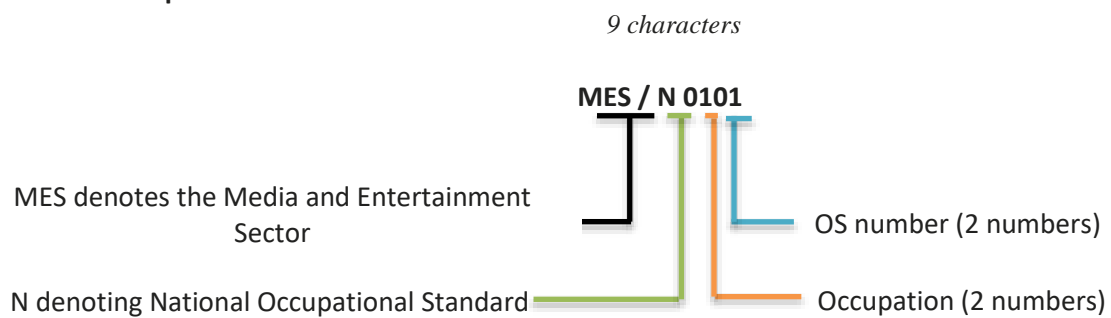 9 characters
MES / N 0101
MES denotes the Media and Entertainment
Sector
OS number (2 numbers)
N denoting National Occupational Standard
Occupation (2 numbers)